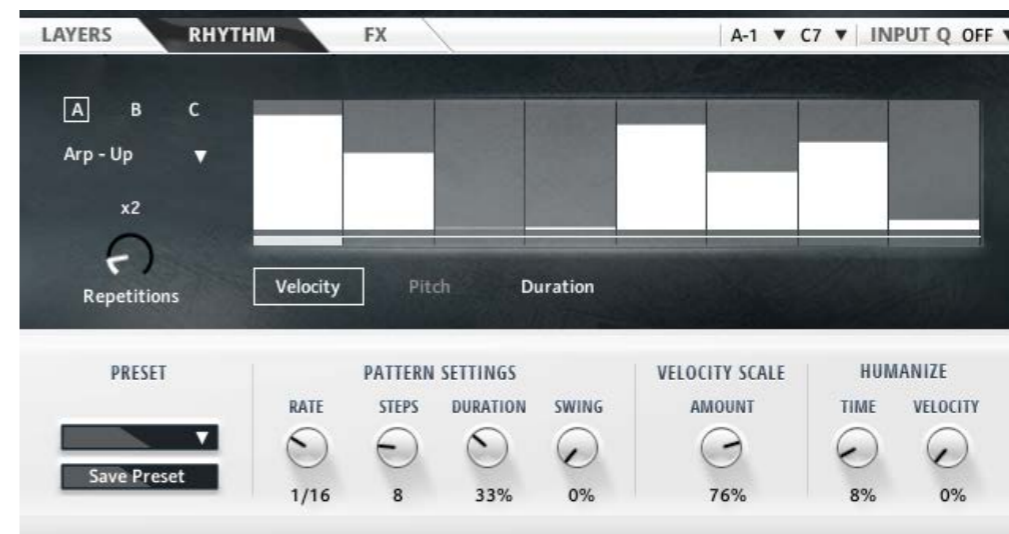 LAYERS RHYTHM FX A-1 ▼ C7 ▼ INPUT Q OFF ▼
A B C
Arp - Up ▼
x2
Repetitions
Velocity Pitch Duration
PRESET PATTERN SETTINGS VELOCITY SCALE HUMANIZE
RATE STEPS DURATION SWING AMOUNT TIME VELOCITY
▼
Save Preset
1/16 8 33% 0% 76% 8% 0%